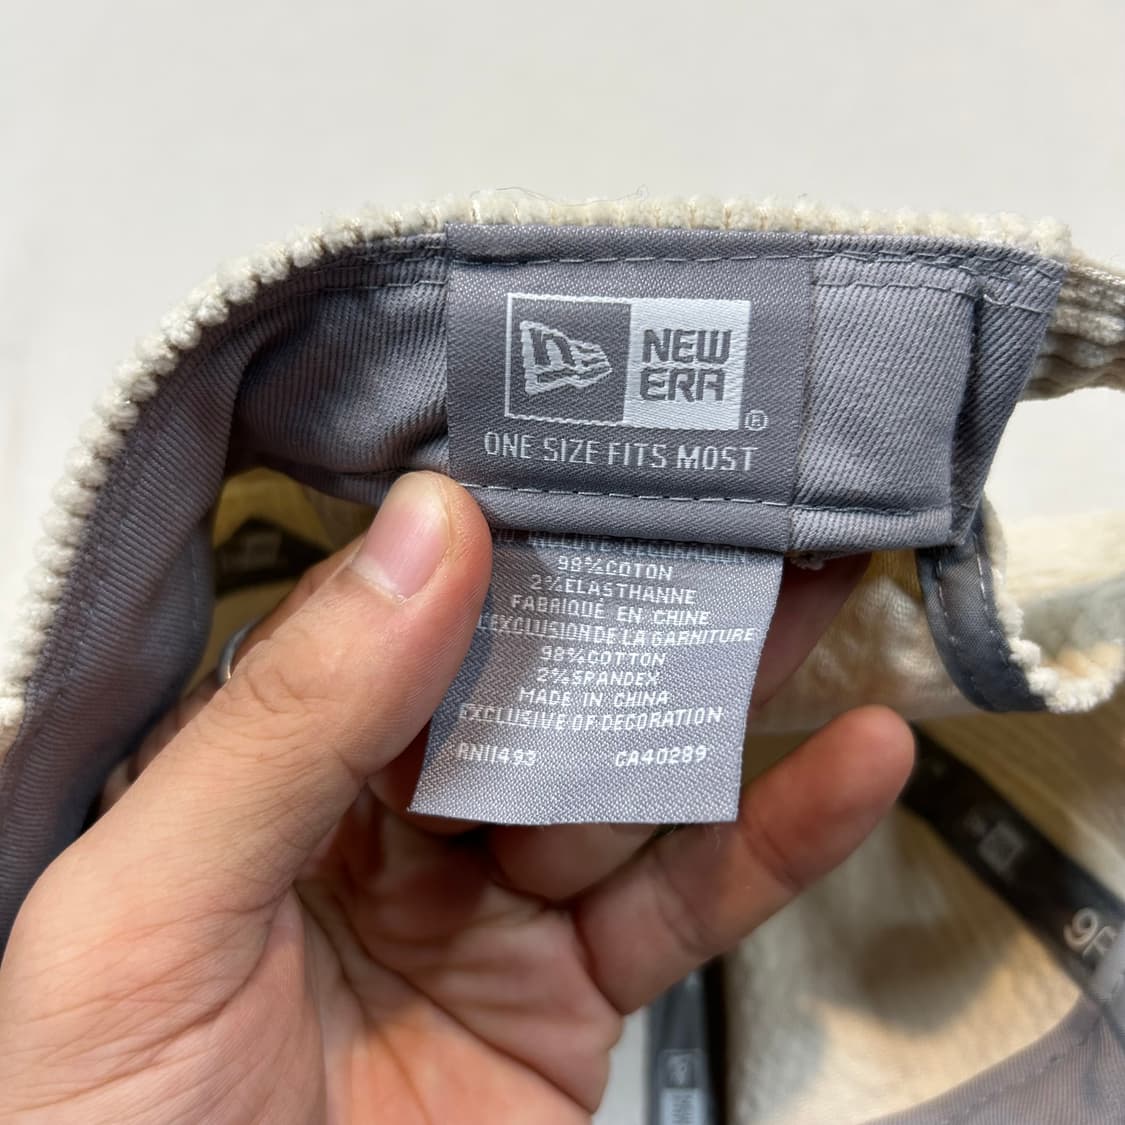 n
NEW
ERA
®
ONE SIZE FITS MOST
98%COTON
2%ELASTHANNE
FABRIQUÉ EN CHINE
L'EXCLUSION DE LA GARNITURE
98%COTTON
2%SPANDEX
MADE IN CHINA
EXCLUSIVE OF DECORATION
RN11493 CA40289